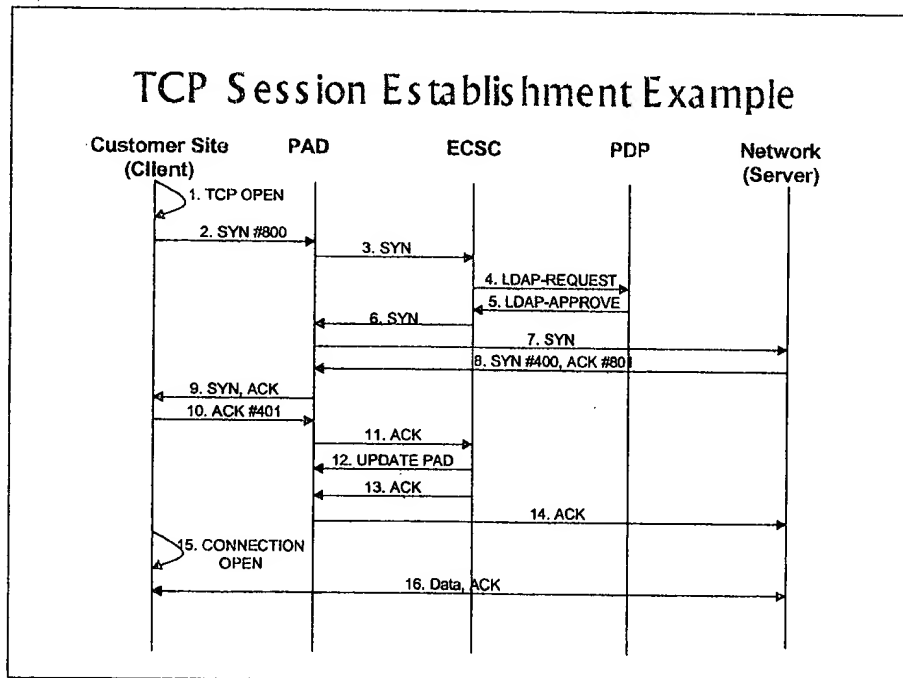 TCP Session Establishment Example
Customer Site
(Client)
PAD
ECSC
PDP
Network
(Server)
1. TCP OPEN
2. SYN #800
3. SYN
4. LDAP-REQUEST
5. LDAP-APPROVE
6. SYN
7. SYN
8. SYN #400, ACK #801
9. SYN, ACK
10. ACK #401
11. ACK
12. UPDATE PAD
13. ACK
14. ACK
15. CONNECTION
OPEN
16. Data, ACK